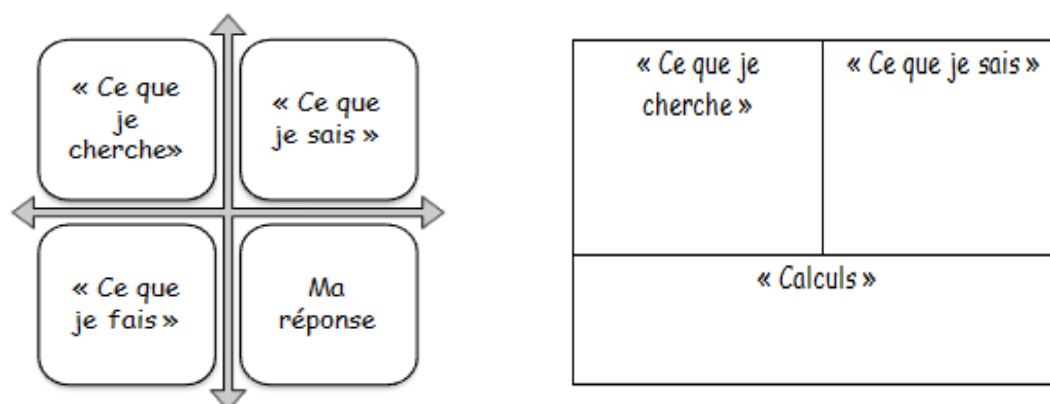 « Ce que
je
cherche»
« Ce que
je sais »
« Ce que
je fais »
Ma
réponse
« Ce que je
cherche »
« Ce que je sais »
« Calculs »